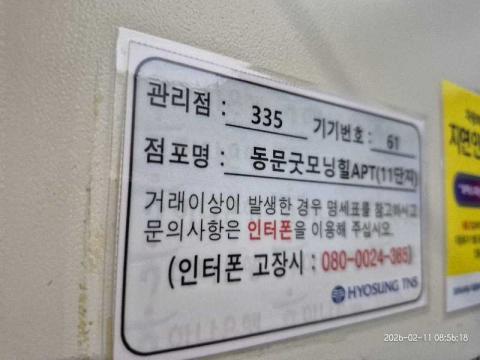 관리점 : 335 기기번호 : 61
점포명 : 동문굿모닝힐APT(11단지)
거래이상이 발생한 경우 명세표를 참고하시고
문의사항은 인터폰을 이용해 주십시오.
(인터폰 고장시 : 080-0024-385)
HYOSUNG TNS
2026-02-11 08:56:18